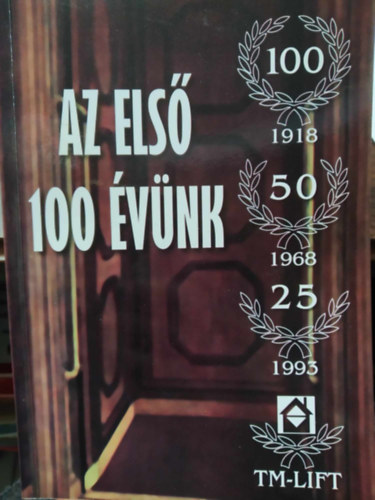 AZ ELSŐ
100 ÉVÜNK
100
1918
50
1968
25
1993
TM-LIFT